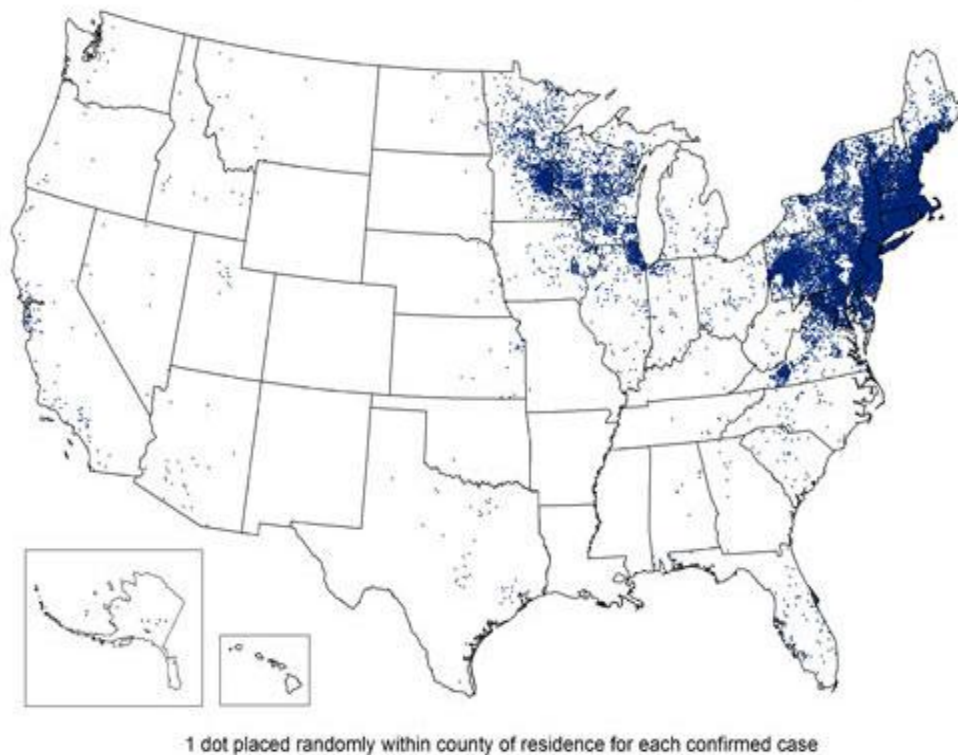 1 dot placed randomly within county of residence for each confirmed case